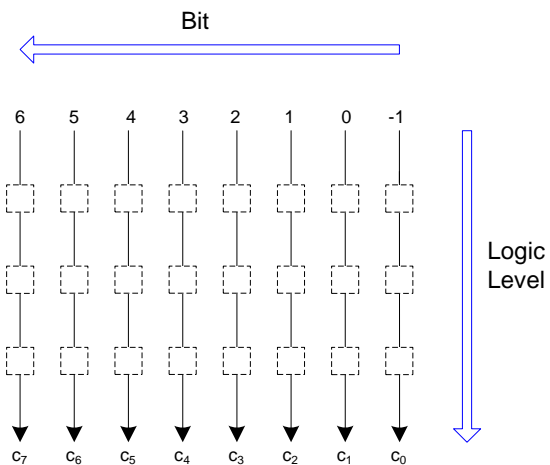 Bit
6 5 4 3 2 1 0 -1
Logic
Level
c₇ c₆ c₅ c₄ c₃ c₂ c₁ c₀